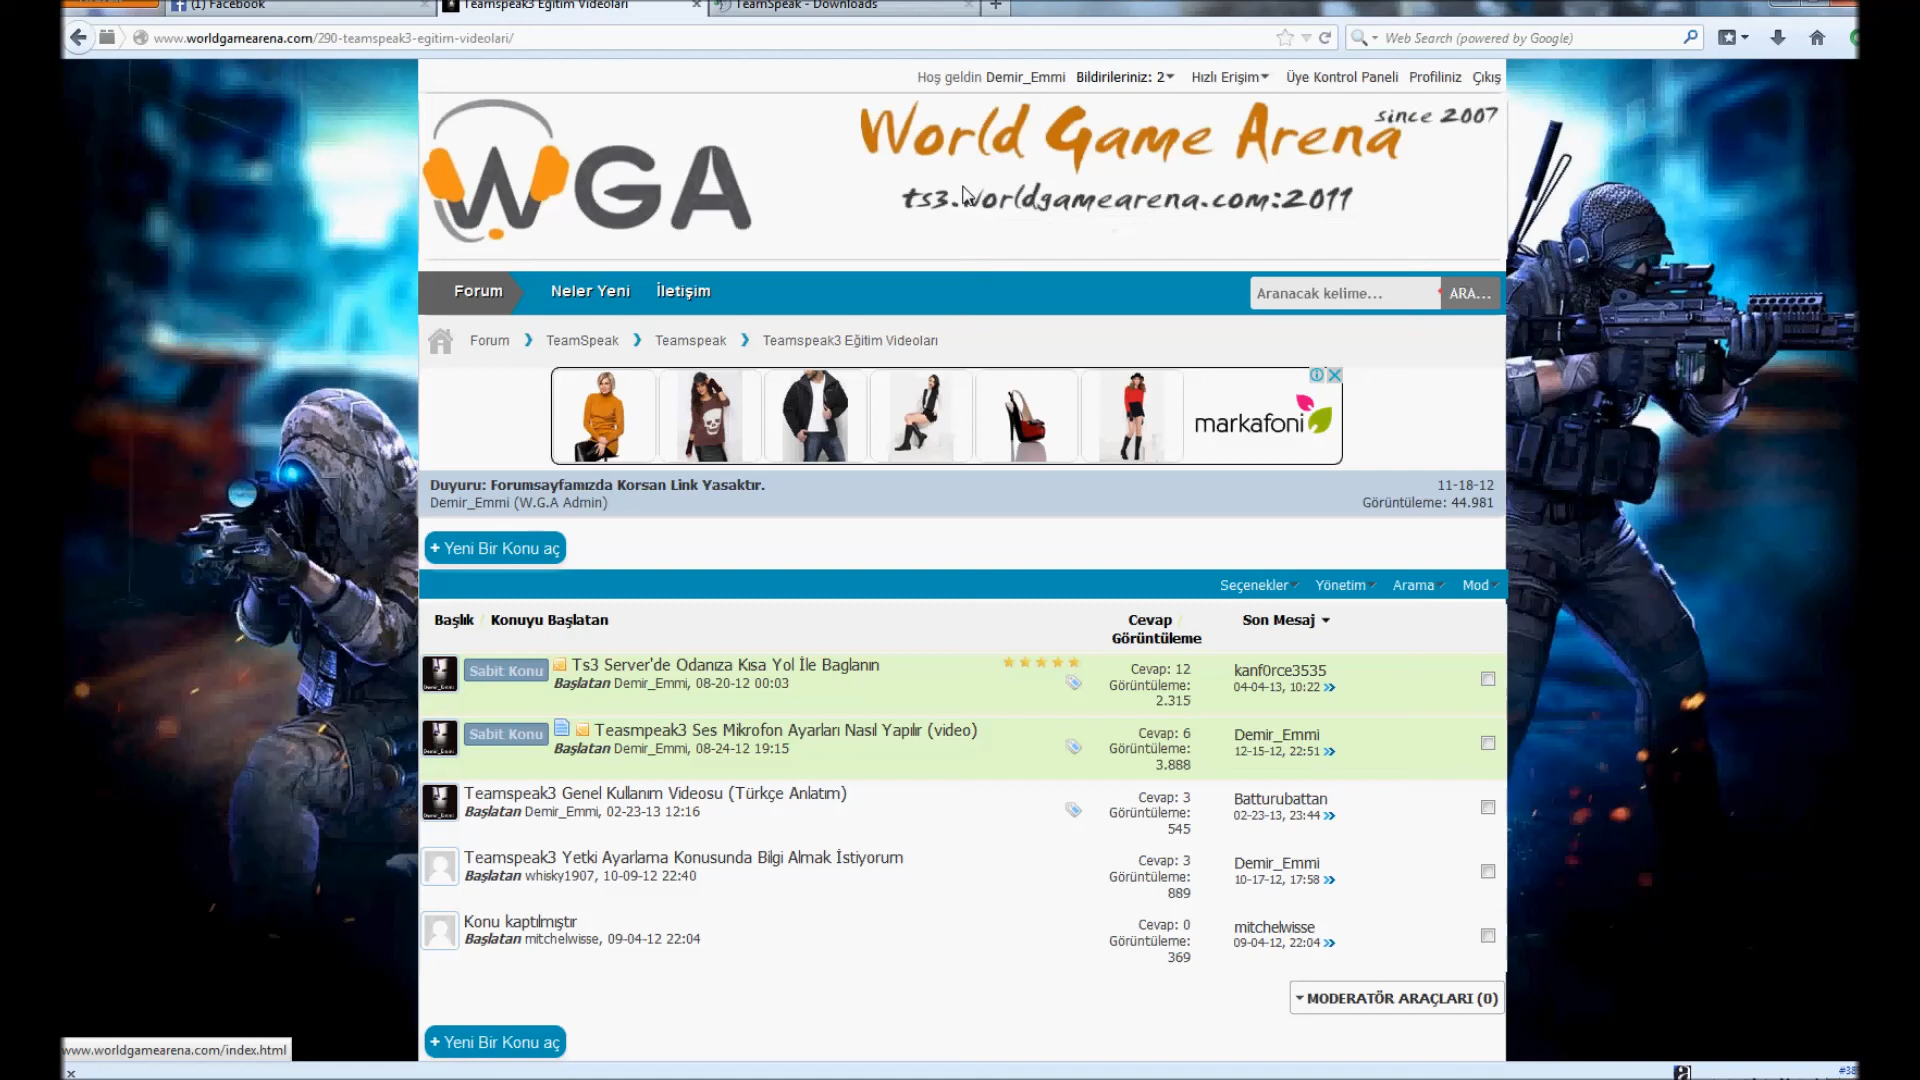 (1) Facebook
Teamspeak3 Eğitim Videoları
TeamSpeak - Downloads
www.worldgamearena.com/290-teamspeak3-egitim-videolari/
Web Search (powered by Google)
Hoş geldin Demir_Emmi Bildirileriniz: 2 Hızlı Erişim Üye Kontrol Paneli Profiliniz Çıkış
WGA
World Game Arena since 2007
ts3.worldgamearena.com:2011
Forum Neler Yeni İletişim
Aranacak kelime... ARA...
Forum TeamSpeak Teamspeak Teamspeak3 Eğitim Videoları
markafoni
Duyuru: Forumsayfamızda Korsan Link Yasaktır. 11-18-12
Demir_Emmi (W.G.A Admin) Görüntüleme: 44.981
+ Yeni Bir Konu aç
Seçenekler Yönetim Arama Mod
Başlık / Konuyu Başlatan Cevap / Görüntüleme Son Mesaj
Sabit Konu Ts3 Server'de Odanıza Kısa Yol İle Baglanın
Başlatan Demir_Emmi, 08-20-12 00:03
Cevap: 12
Görüntüleme:
2.315
kanf0rce3535
04-04-13, 10:22
Sabit Konu Teasmpeak3 Ses Mikrofon Ayarları Nasıl Yapılır (video)
Başlatan Demir_Emmi, 08-24-12 19:15
Cevap: 6
Görüntüleme:
3.888
Demir_Emmi
12-15-12, 22:51
Teamspeak3 Genel Kullanım Videosu (Türkçe Anlatım)
Başlatan Demir_Emmi, 02-23-13 12:16
Cevap: 3
Görüntüleme:
545
Batturubattan
02-23-13, 23:44
Teamspeak3 Yetki Ayarlama Konusunda Bilgi Almak İstiyorum
Başlatan whisky1907, 10-09-12 22:40
Cevap: 3
Görüntüleme:
889
Demir_Emmi
10-17-12, 17:58
Konu kaptılmıştır
Başlatan mitchelwisse, 09-04-12 22:04
Cevap: 0
Görüntüleme:
369
mitchelwisse
09-04-12, 22:04
MODERATÖR ARAÇLARI (0)
+ Yeni Bir Konu aç
www.worldgamearena.com/index.html
x